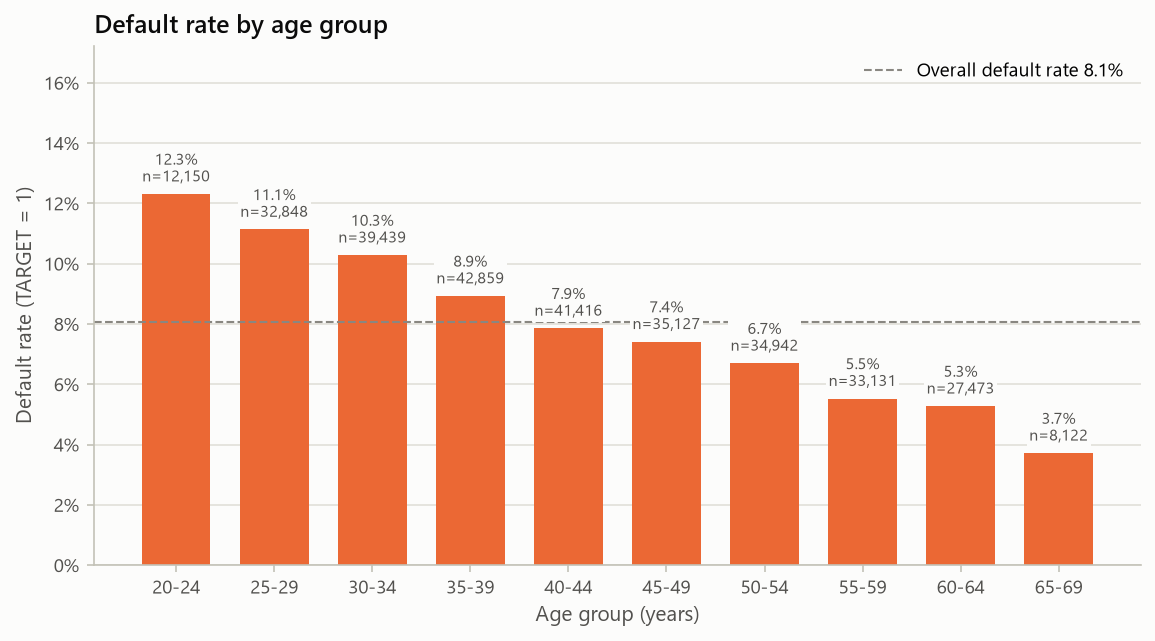 Default rate by age group
Overall default rate 8.1%
Default rate (TARGET = 1)
16%
14%
12%
10%
8%
6%
4%
2%
0%
12.3%
n=12,150
11.1%
n=32,848
10.3%
n=39,439
8.9%
n=42,859
7.9%
n=41,416
7.4%
n=35,127
6.7%
n=34,942
5.5%
n=33,131
5.3%
n=27,473
3.7%
n=8,122
20-24 25-29 30-34 35-39 40-44 45-49 50-54 55-59 60-64 65-69
Age group (years)